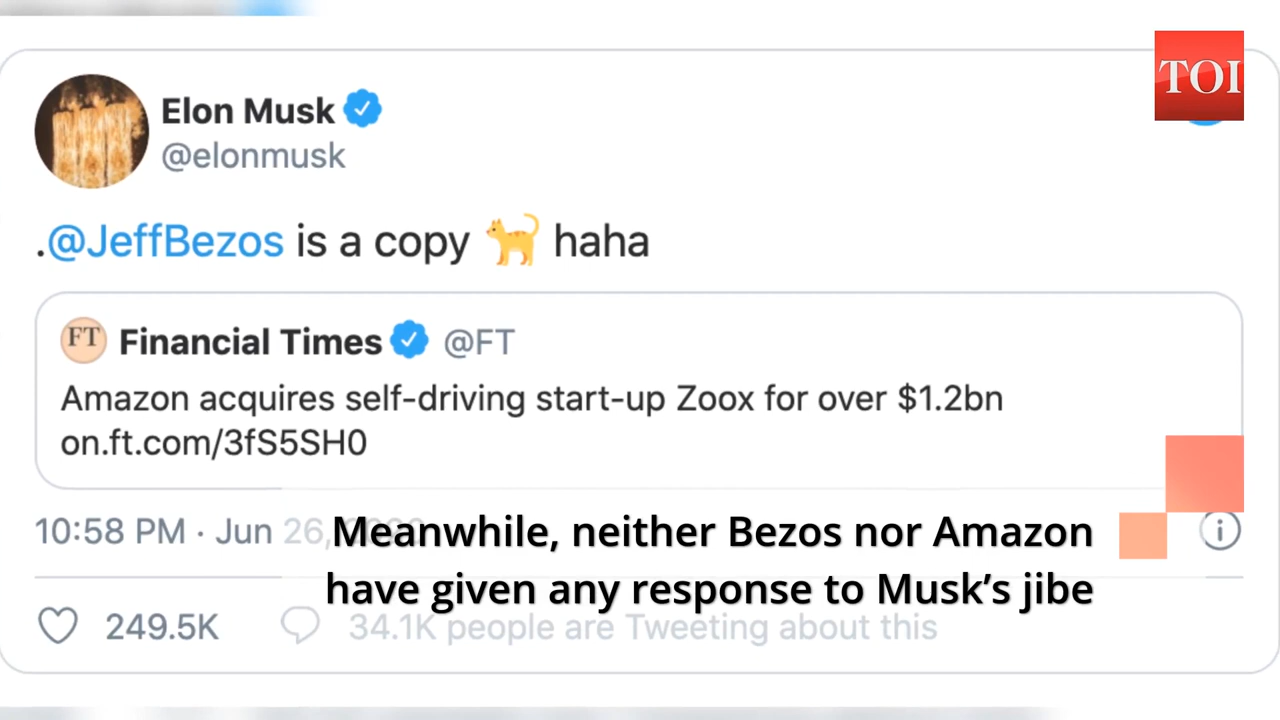 TOI
Elon Musk
@elonmusk
.@JeffBezos is a copy 🐈 haha
FT Financial Times @FT
Amazon acquires self-driving start-up Zoox for over $1.2bn
on.ft.com/3fS5SH0
10:58 PM · Jun 26,
Meanwhile, neither Bezos nor Amazon
have given any response to Musk’s jibe
249.5K 34.1K people are Tweeting about this